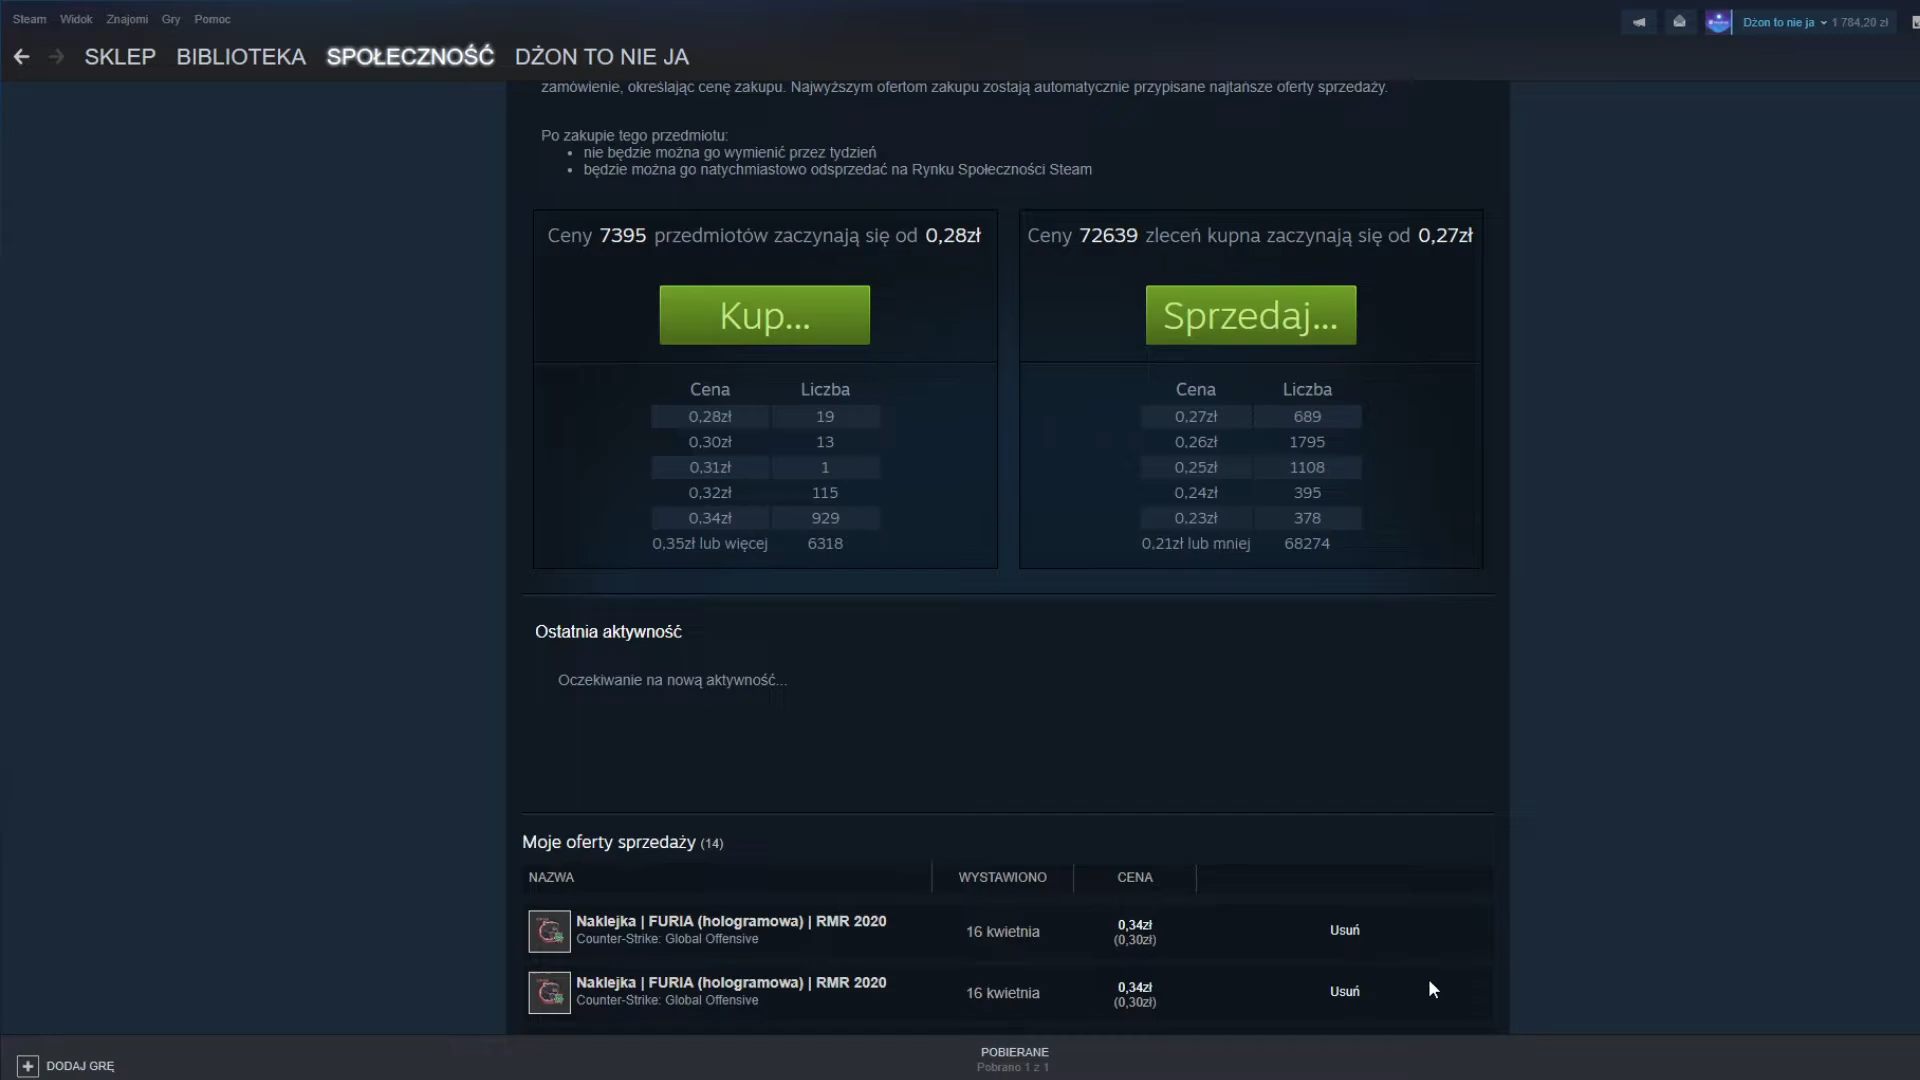 Steam Widok Znajomi Gry Pomoc
Dżon to nie ja 1 784,20 zł
SKLEP BIBLIOTEKA SPOŁECZNOŚĆ DŻON TO NIE JA
zamówienie, określając cenę zakupu. Najwyższym ofertom zakupu zostają automatycznie przypisane najtańsze oferty sprzedaży.
Po zakupie tego przedmiotu:
• nie będzie można go wymienić przez tydzień
• będzie można go natychmiastowo odsprzedać na Rynku Społeczności Steam
Ceny 7395 przedmiotów zaczynają się od 0,28zł
Kup...
Cena Liczba
0,28zł 19
0,30zł 13
0,31zł 1
0,32zł 115
0,34zł 929
0,35zł lub więcej 6318
Ceny 72639 zleceń kupna zaczynają się od 0,27zł
Sprzedaj...
Cena Liczba
0,27zł 689
0,26zł 1795
0,25zł 1108
0,24zł 395
0,23zł 378
0,21zł lub mniej 68274
Ostatnia aktywność
Oczekiwanie na nową aktywność...
Moje oferty sprzedaży (14)
NAZWA WYSTAWIONO CENA
Naklejka | FURIA (hologramowa) | RMR 2020
Counter-Strike: Global Offensive
16 kwietnia
0,34zł
(0,30zł)
Usuń
Naklejka | FURIA (hologramowa) | RMR 2020
Counter-Strike: Global Offensive
16 kwietnia
0,34zł
(0,30zł)
Usuń
DODAJ GRĘ
POBIERANE
Pobrano 1 z 1